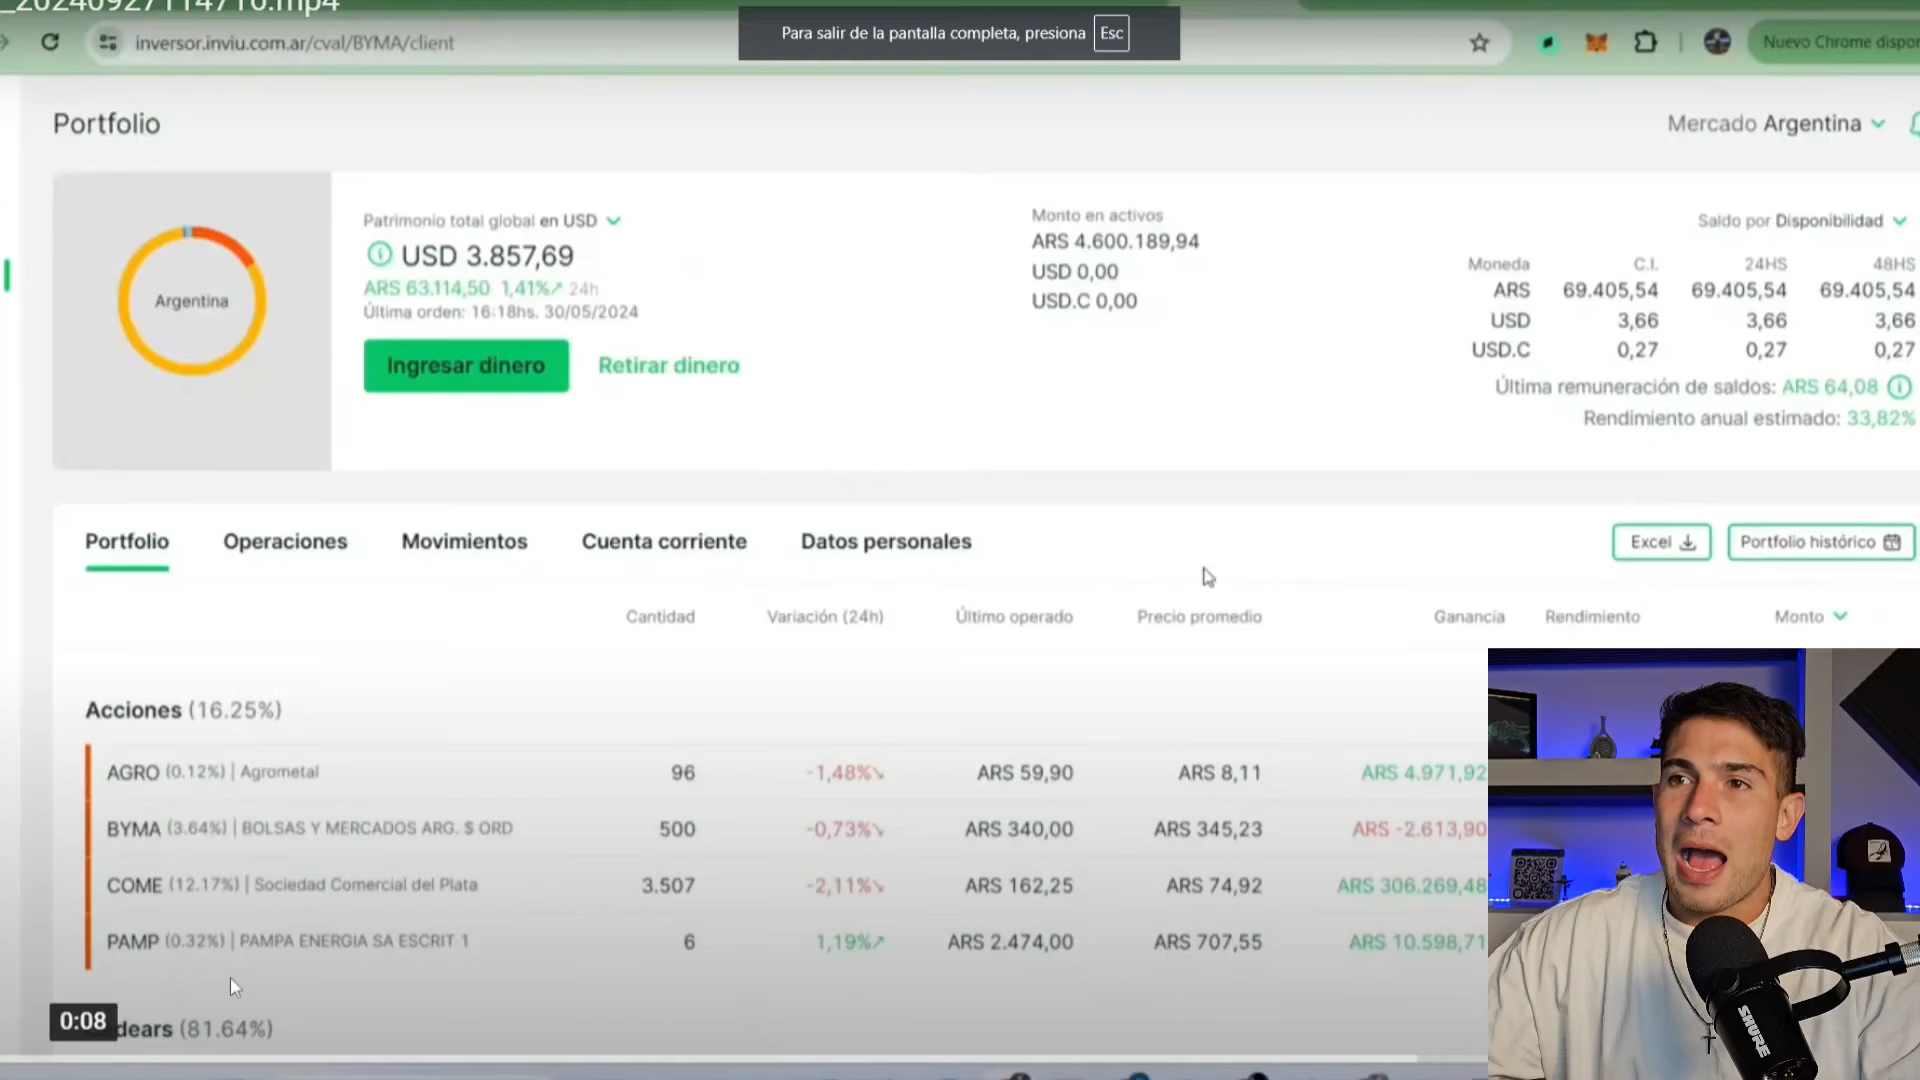 _20240927114716.mp4
inversor.inviu.com.ar/cval/BYMA/client
Para salir de la pantalla completa, presiona Esc
Nuevo Chrome dispon
Portfolio
Mercado Argentina
Argentina
Patrimonio total global en USD
USD 3.857,69
ARS 63.114,50 1,41% 24h
Última orden: 16:18hs. 30/05/2024
Ingresar dinero Retirar dinero
Monto en activos
ARS 4.600.189,94
USD 0,00
USD.C 0,00
Saldo por Disponibilidad
Moneda C.I. 24HS 48HS
ARS 69.405,54 69.405,54 69.405,54
USD 3,66 3,66 3,66
USD.C 0,27 0,27 0,27
Última remuneración de saldos: ARS 64,08
Rendimiento anual estimado: 33,82%
Portfolio Operaciones Movimientos Cuenta corriente Datos personales Excel Portfolio histórico
Cantidad Variación (24h) Último operado Precio promedio Ganancia Rendimiento Monto
Acciones (16.25%)
AGRO (0.12%) | Agrometal 96 -1,48% ARS 59,90 ARS 8,11 ARS 4.971,92
BYMA (3.64%) | BOLSAS Y MERCADOS ARG. $ ORD 500 -0,73% ARS 340,00 ARS 345,23 ARS -2.613,90
COME (12.17%) | Sociedad Comercial del Plata 3.507 -2,11% ARS 162,25 ARS 74,92 ARS 306.269,48
PAMP (0.32%) | PAMPA ENERGIA SA ESCRIT 1 6 1,19% ARS 2.474,00 ARS 707,55 ARS 10.598,71
0:08 dears (81.64%)
SHURE